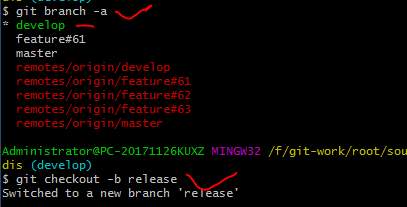 dis (develop)
$ git branch -a
* develop
feature#61
master
remotes/origin/develop
remotes/origin/feature#61
remotes/origin/feature#62
remotes/origin/feature#63
remotes/origin/master
Administrator@PC-20171126KUXZ MINGW32 /f/git-work/root/sou
dis (develop)
$ git checkout -b release
Switched to a new branch 'release'